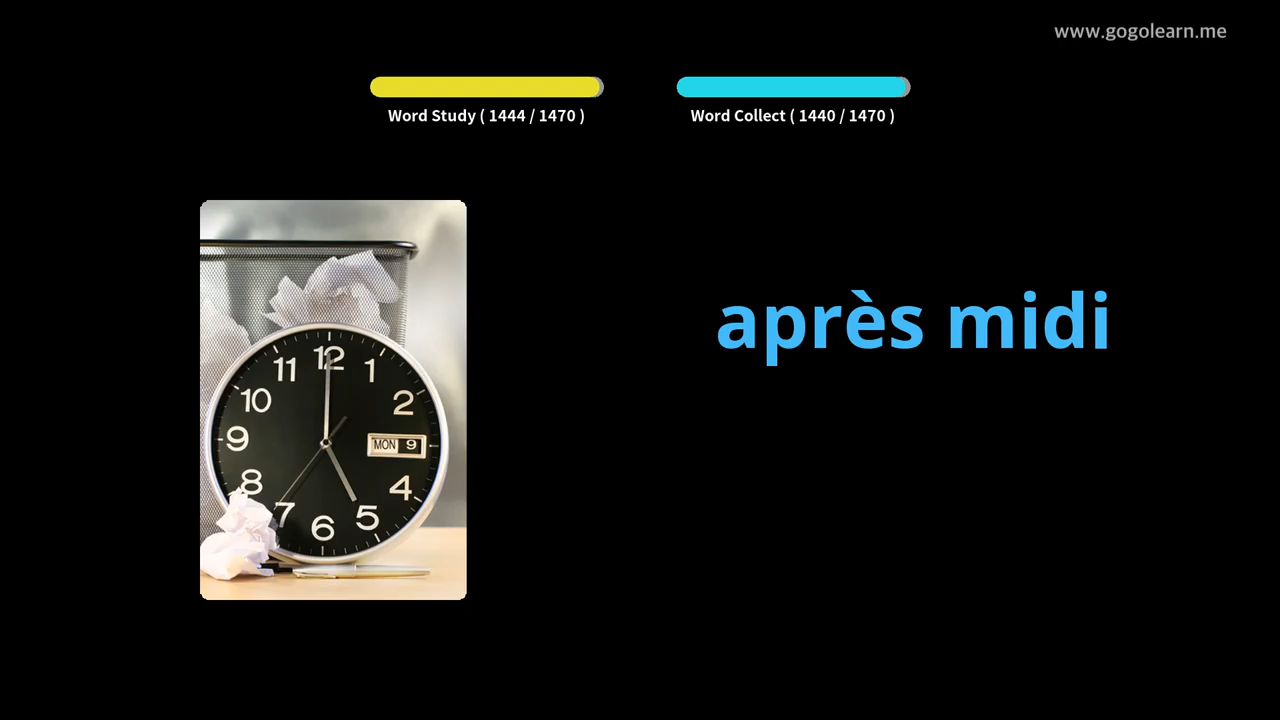 www.gogolearn.me
Word Study ( 1444 / 1470 )
Word Collect ( 1440 / 1470 )
après midi
12
11
1
10
2
9
MON 9
8
4
7
5
6